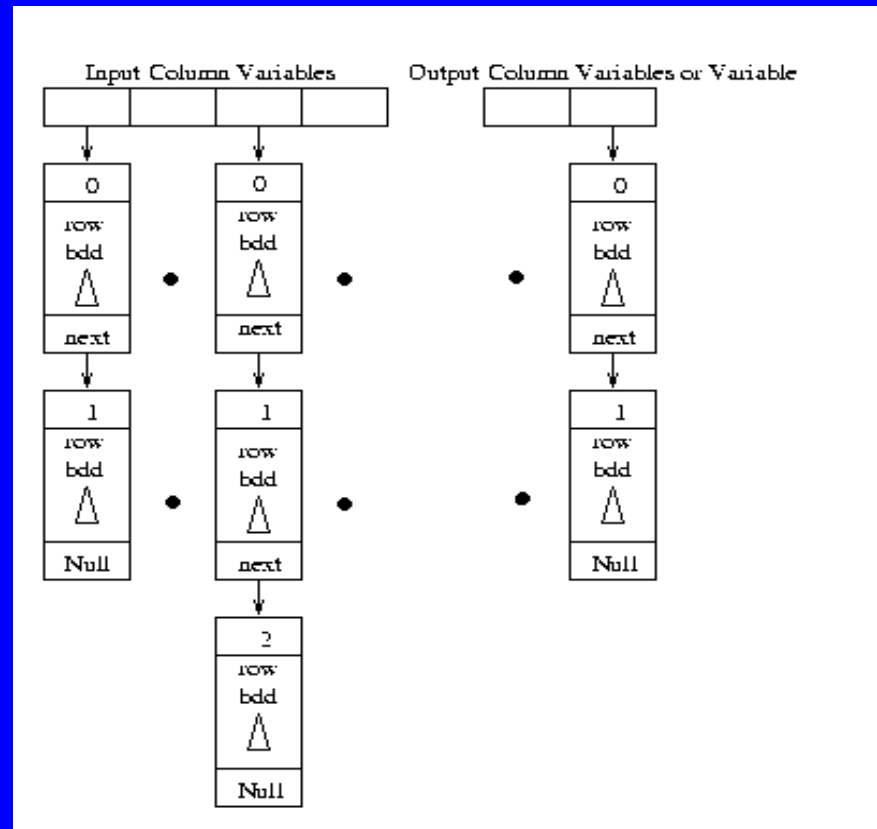 Input Column Variables
Output Column Variables or Variable
0
row
bdd
next
1
row
bdd
Null
0
row
bdd
next
1
row
bdd
next
2
row
bdd
Null
0
row
bdd
next
1
row
bdd
Null